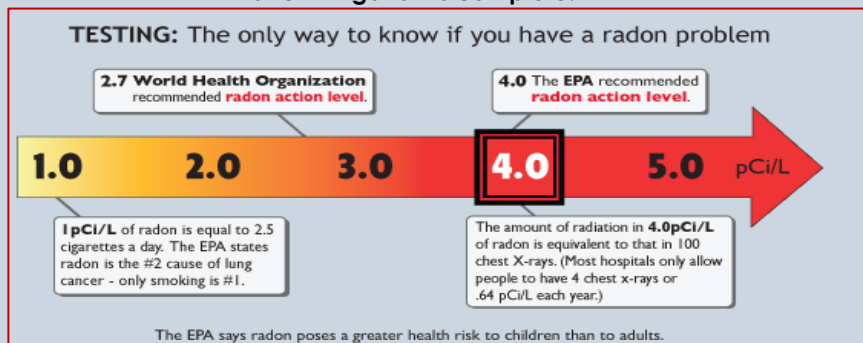 TESTING: The only way to know if you have a radon problem
2.7 World Health Organization
recommended radon action level.
4.0 The EPA recommended
radon action level.
1.0 2.0 3.0 4.0 5.0 pCi/L
1pCi/L of radon is equal to 2.5
cigarettes a day. The EPA states
radon is the #2 cause of lung
cancer - only smoking is #1.
The amount of radiation in 4.0pCi/L
of radon is equivalent to that in 100
chest X-rays. (Most hospitals only allow
people to have 4 chest x-rays or
.64 pCi/L each year.)
The EPA says radon poses a greater health risk to children than to adults.